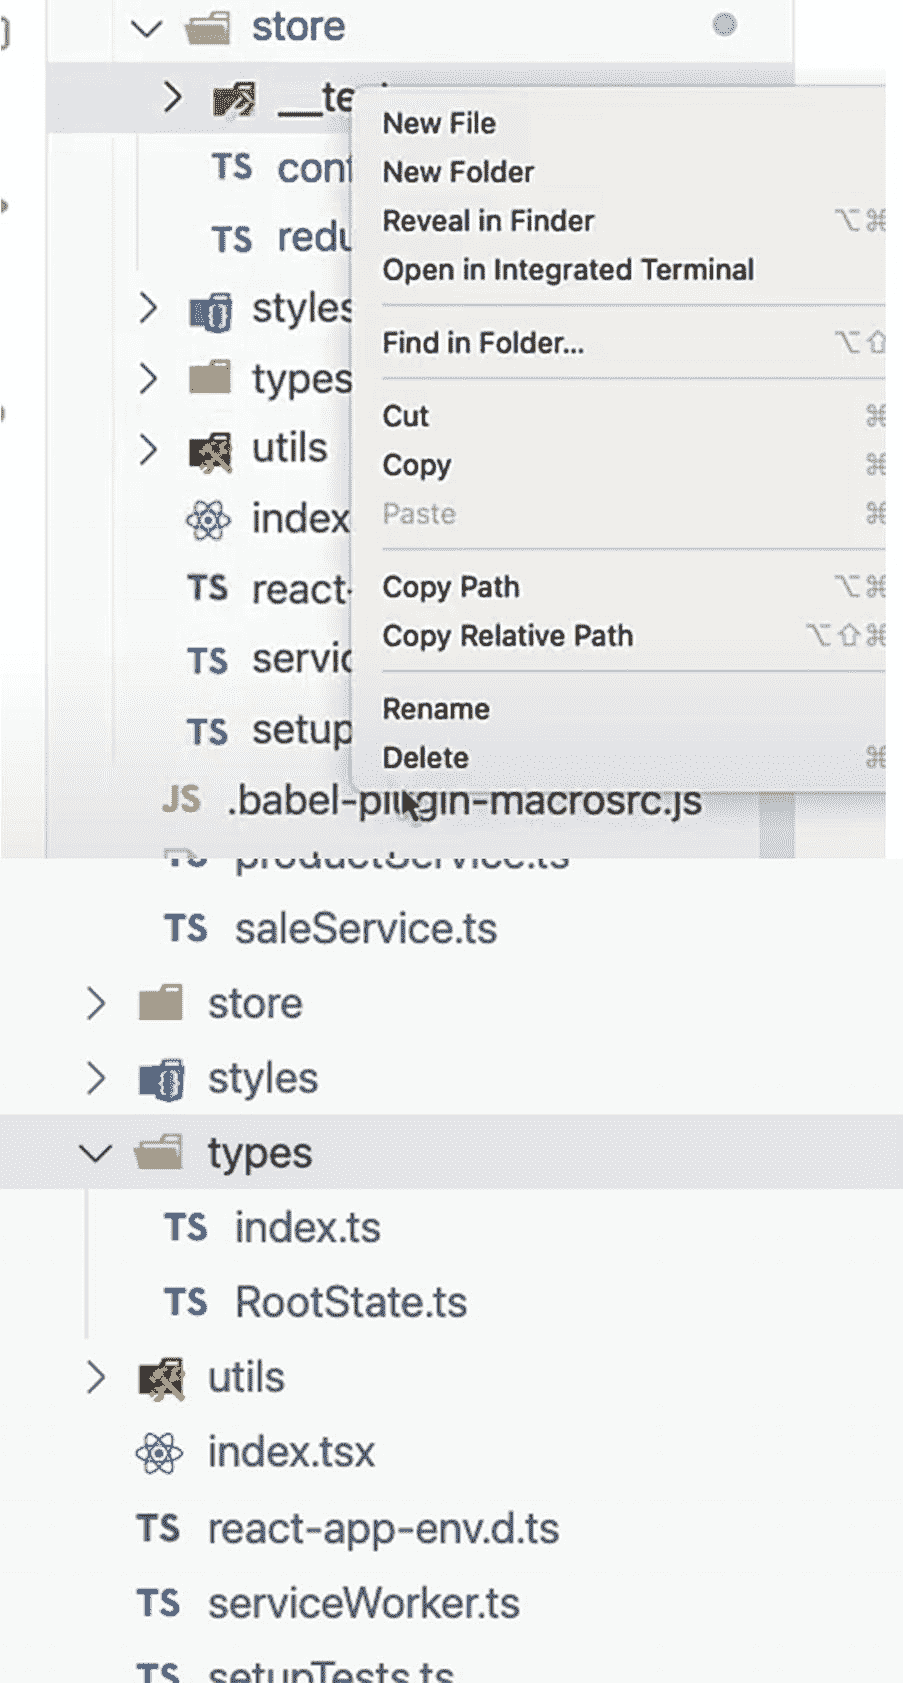 store
__te
New File
New Folder
TS conf
Reveal in Finder ⌥⌘
TS redu
Open in Integrated Terminal
styles
Find in Folder... ⌥⇧
types
Cut ⌘
utils
Copy ⌘
Paste ⌘
index
TS react-
Copy Path ⌥⌘
Copy Relative Path ⌥⇧⌘
TS servic
Rename
TS setup
Delete ⌘
JS .babel-plugin-macrosrc.js
TS productService.ts
TS saleService.ts
store
styles
types
TS index.ts
TS RootState.ts
utils
index.tsx
TS react-app-env.d.ts
TS serviceWorker.ts
TS setupTests.ts